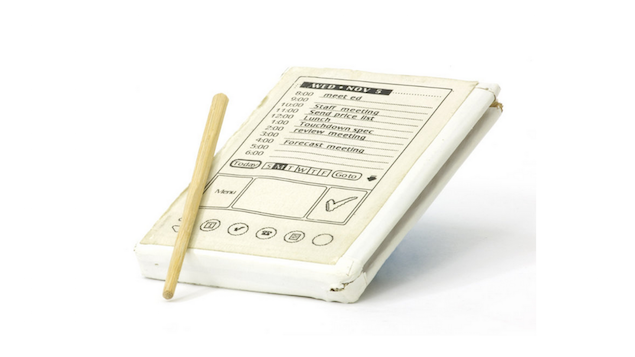 WED • NOV 5
8:00 meet ed
9:00
10:00 Staff meeting
11:00 Send price list
12:00 Lunch
1:00 Touchdown spec
2:00 review meeting
3:00
4:00 Forecast meeting
5:00
6:00
Today S M T W T F Go to
Menu